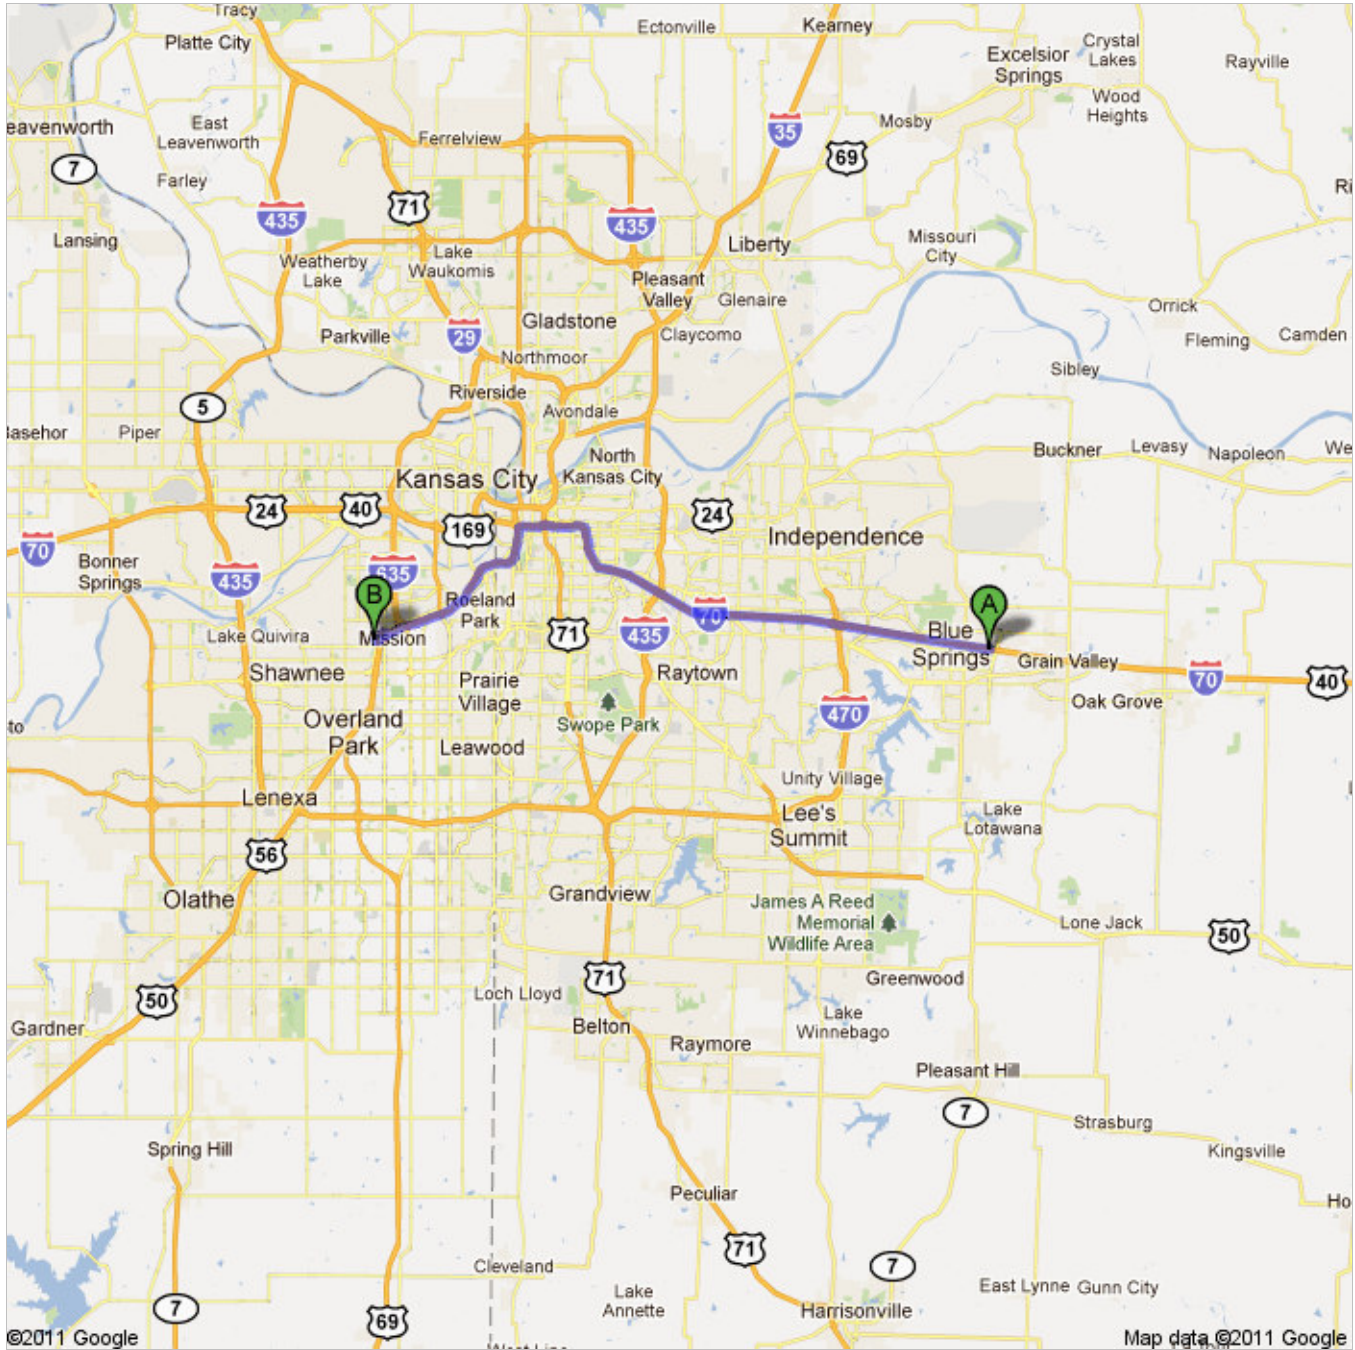 Tracy
Platte City
Ectonville
Kearney
Excelsior
Springs
Crystal
Lakes
Rayville
Wood
Heights
Mosby
35
69
eavenworth
East
Leavenworth
Ferrelview
7
Farley
71
435
435
Ri
Lansing
Weatherby
Lake
Lake
Waukomis
Liberty
Missouri
City
Pleasant
Valley
Glenaire
Orrick
Parkville
29
Gladstone
Claycomo
Fleming
Camden
Northmoor
Sibley
Riverside
5
Avondale
Basehor
Piper
North
Kansas City
Buckner
Levasy
Napoleon
We
Kansas City
24
40
169
24
Independence
70
Bonner
Springs
435
635
B
Roeland
Park
Mission
Lake Quivira
71
435
70
A
Blue
Springs
Grain Valley
70
40
Shawnee
Prairie
Village
Raytown
Oak Grove
Swope Park
470
to
Overland
Park
Leawood
Unity Village
Lenexa
Lee's
Summit
Lake
Lotawana
56
Olathe
Grandview
James A Reed
Memorial
Wildlife Area
Lone Jack
50
71
Greenwood
50
Loch Lloyd
Gardner
Belton
Lake
Winnebago
Raymore
Pleasant Hill
7
Strasburg
Spring Hill
Kingsville
Peculiar
Ho
71
Cleveland
7
East Lynne
Gunn City
Lake
Annette
7
69
Harrisonville
©2011 Google
Map data ©2011 Google
West Line